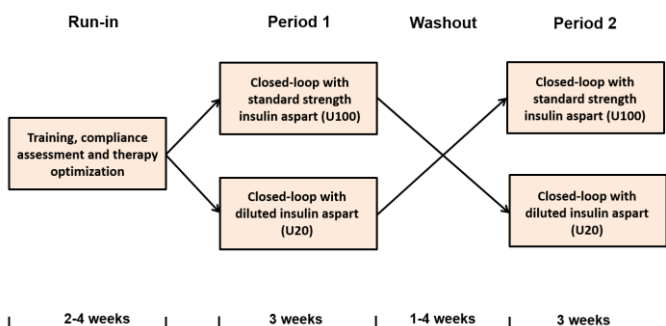 Run-in
Period 1
Washout
Period 2
Training, compliance
assessment and therapy
optimization
Closed-loop with
standard strength
insulin aspart (U100)
Closed-loop with
diluted insulin aspart
(U20)
Closed-loop with
standard strength
insulin aspart (U100)
Closed-loop with
diluted insulin aspart
(U20)
2-4 weeks
3 weeks
1-4 weeks
3 weeks